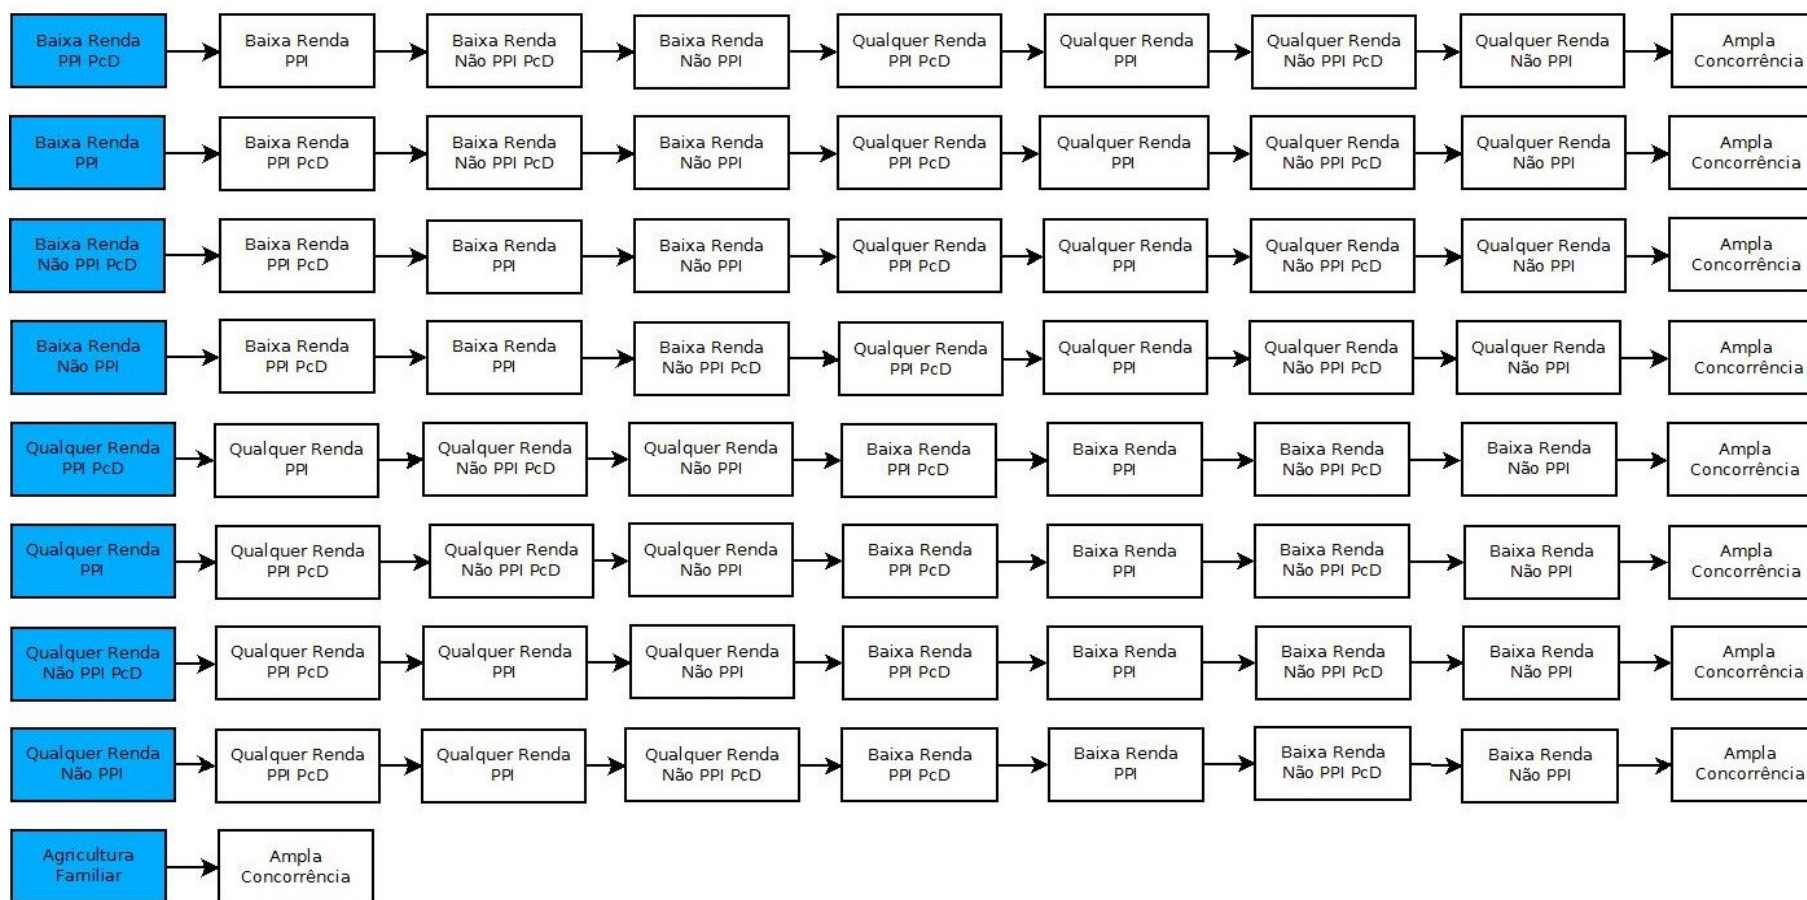 Baixa Renda
PPI PcD
Baixa Renda
PPI
Baixa Renda
Não PPI PcD
Baixa Renda
Não PPI
Qualquer Renda
PPI PcD
Qualquer Renda
PPI
Qualquer Renda
Não PPI PcD
Qualquer Renda
Não PPI
Ampla
Concorrência
Baixa Renda
PPI
Baixa Renda
PPI PcD
Baixa Renda
Não PPI PcD
Baixa Renda
Não PPI
Qualquer Renda
PPI PcD
Qualquer Renda
PPI
Qualquer Renda
Não PPI PcD
Qualquer Renda
Não PPI
Ampla
Concorrência
Baixa Renda
Não PPI PcD
Baixa Renda
PPI PcD
Baixa Renda
PPI
Baixa Renda
Não PPI
Qualquer Renda
PPI PcD
Qualquer Renda
PPI
Qualquer Renda
Não PPI PcD
Qualquer Renda
Não PPI
Ampla
Concorrência
Baixa Renda
Não PPI
Baixa Renda
PPI PcD
Baixa Renda
PPI
Baixa Renda
Não PPI PcD
Qualquer Renda
PPI PcD
Qualquer Renda
PPI
Qualquer Renda
Não PPI PcD
Qualquer Renda
Não PPI
Ampla
Concorrência
Qualquer Renda
PPI PcD
Qualquer Renda
PPI
Qualquer Renda
Não PPI PcD
Qualquer Renda
Não PPI
Baixa Renda
PPI PcD
Baixa Renda
PPI
Baixa Renda
Não PPI PcD
Baixa Renda
Não PPI
Ampla
Concorrência
Qualquer Renda
PPI
Qualquer Renda
PPI PcD
Qualquer Renda
Não PPI PcD
Qualquer Renda
Não PPI
Baixa Renda
PPI PcD
Baixa Renda
PPI
Baixa Renda
Não PPI PcD
Baixa Renda
Não PPI
Ampla
Concorrência
Qualquer Renda
Não PPI PcD
Qualquer Renda
PPI PcD
Qualquer Renda
PPI
Qualquer Renda
Não PPI
Baixa Renda
PPI PcD
Baixa Renda
PPI
Baixa Renda
Não PPI PcD
Baixa Renda
Não PPI
Ampla
Concorrência
Qualquer Renda
Não PPI
Qualquer Renda
PPI PcD
Qualquer Renda
PPI
Qualquer Renda
Não PPI PcD
Baixa Renda
PPI PcD
Baixa Renda
PPI
Baixa Renda
Não PPI PcD
Baixa Renda
Não PPI
Ampla
Concorrência
Agricultura
Familiar
Ampla
Concorrência